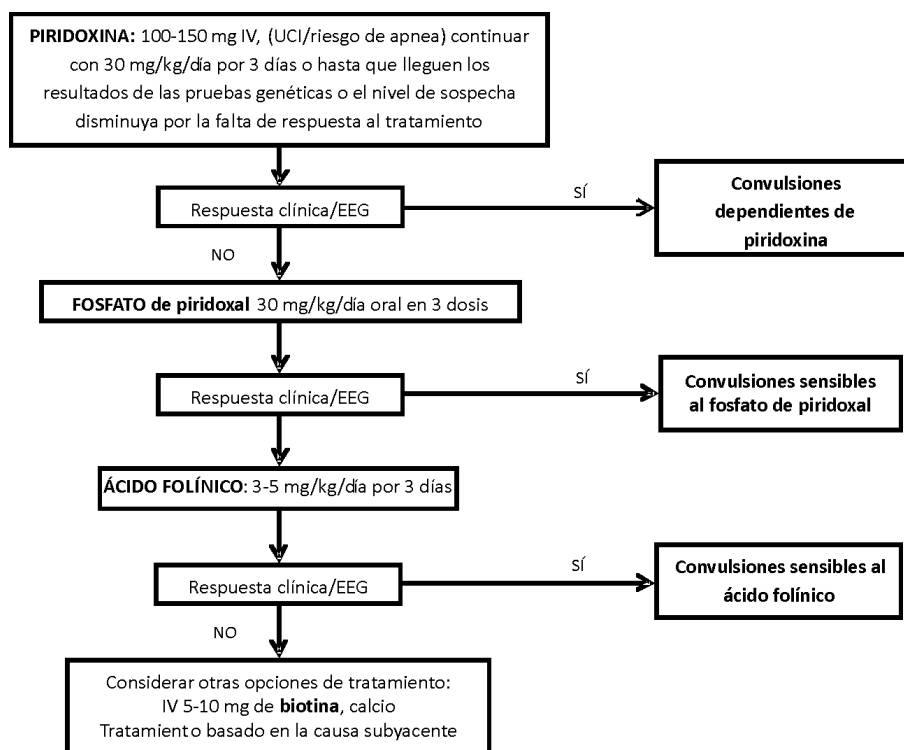 PIRIDOXINA: 100-150 mg IV, (UCI/riesgo de apnea) continuar
con 30 mg/kg/día por 3 días o hasta que lleguen los
resultados de las pruebas genéticas o el nivel de sospecha
disminuya por la falta de respuesta al tratamiento
Respuesta clínica/EEG
SÍ
Convulsiones
dependientes de
piridoxina
NO
FOSFATO de piridoxal 30 mg/kg/día oral en 3 dosis
Respuesta clínica/EEG
SÍ
Convulsiones sensibles
al fosfato de piridoxal
ÁCIDO FOLÍNICO: 3-5 mg/kg/día por 3 días
Respuesta clínica/EEG
SÍ
Convulsiones sensibles al
ácido folínico
NO
Considerar otras opciones de tratamiento:
IV 5-10 mg de biotina, calcio
Tratamiento basado en la causa subyacente